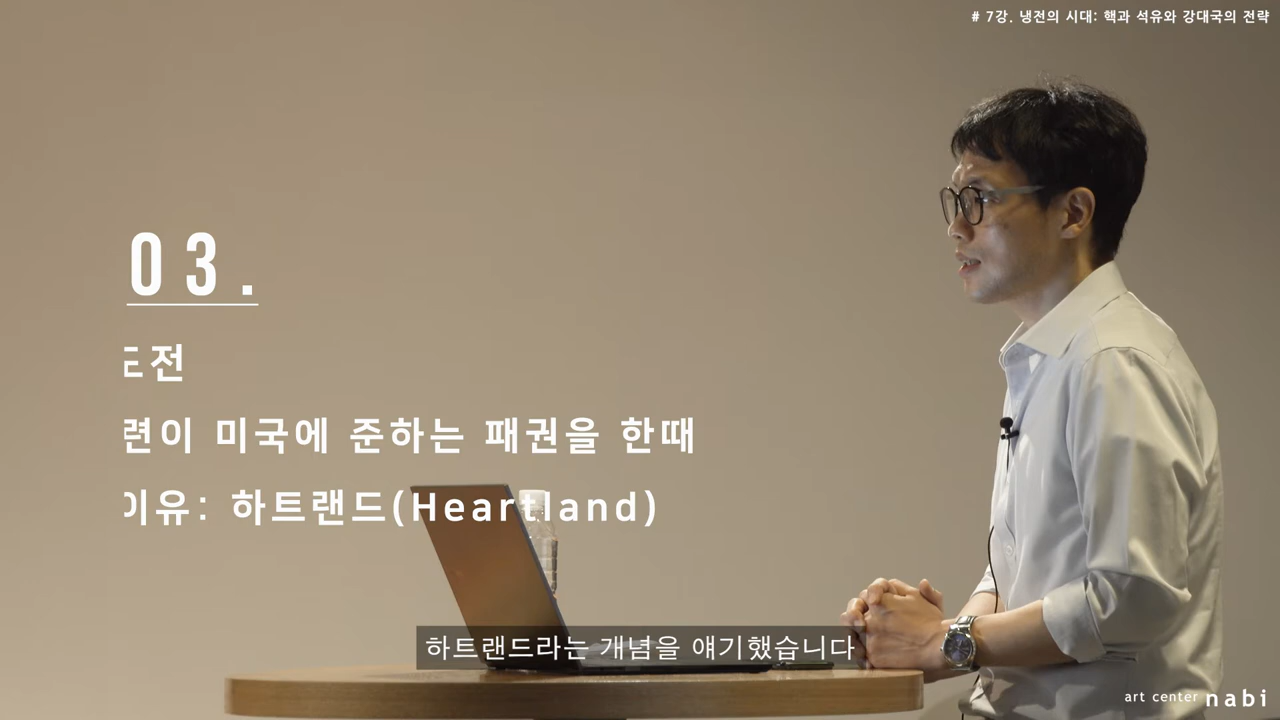 # 7강. 냉전의 시대: 핵과 석유와 강대국의 전략
03.
전
련이 미국에 준하는 패권을 한때
이유: 하트랜드(Heartland)
하트랜드라는 개념을 얘기했습니다
art center nabi